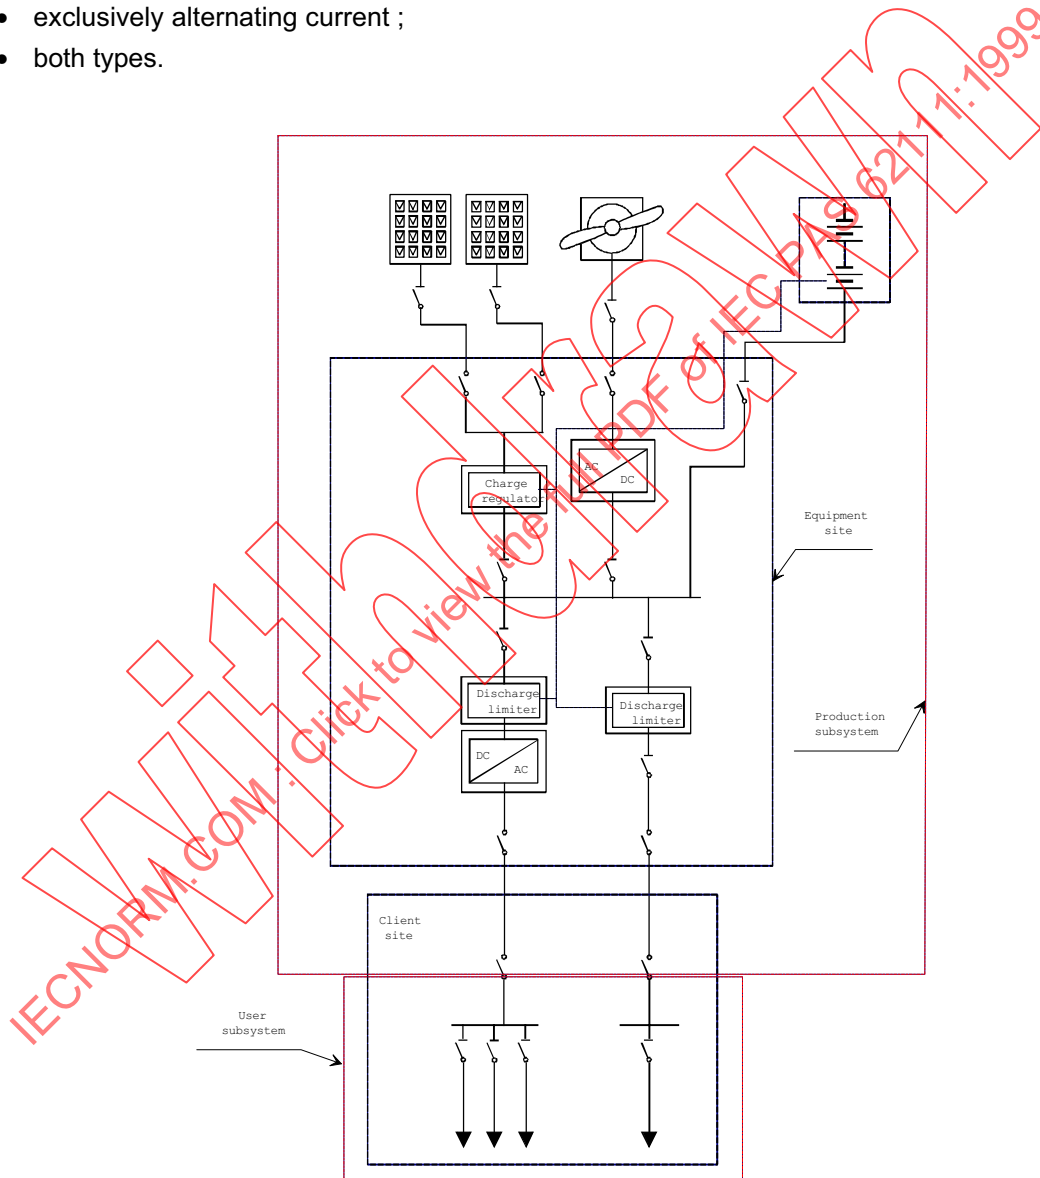 • exclusively alternating current ;
• both types.
AC
DC
Charge
regulator
Equipment
site
Discharge
limiter
Discharge
limiter
Production
subsystem
DC
AC
Client
site
User
subsystem
IECNORM.COM : Click to view the full PDF of IEC PAS 62111:1999
Withdrawn